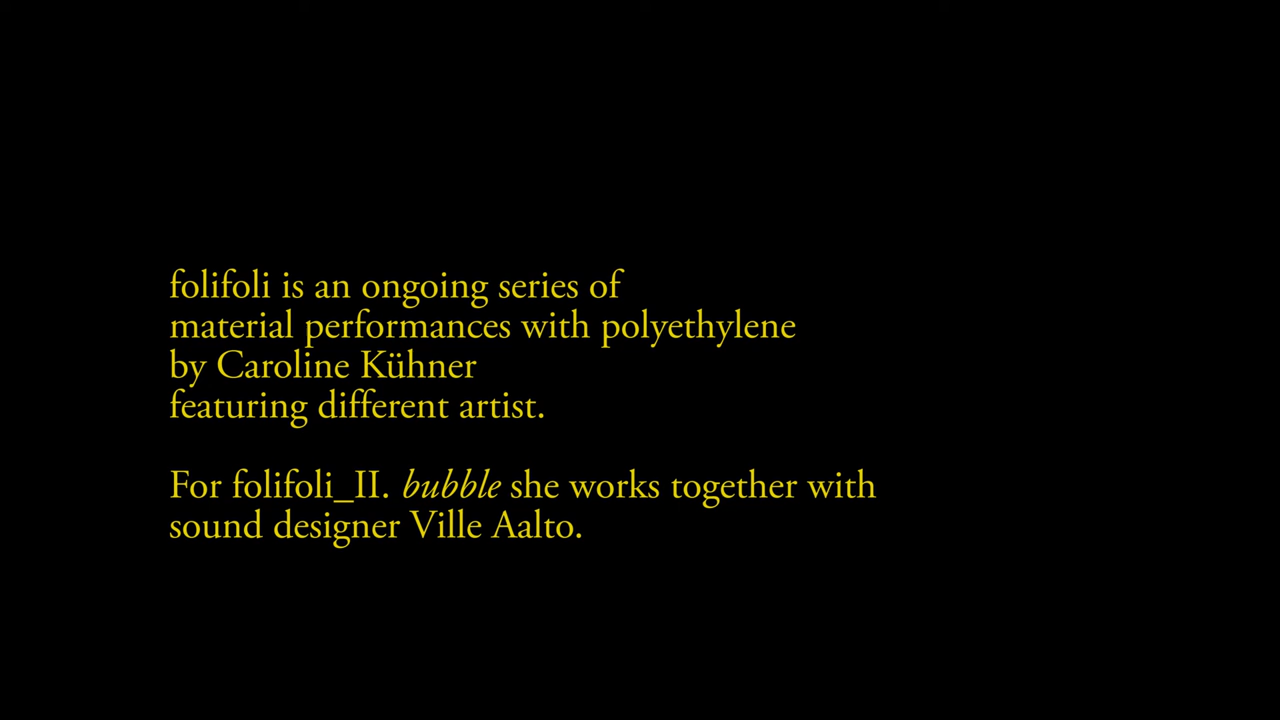 folifoli is an ongoing series of
material performances with polyethylene
by Caroline Kühner
featuring different artist.
For folifoli_II. bubble she works together with
sound designer Ville Aalto.